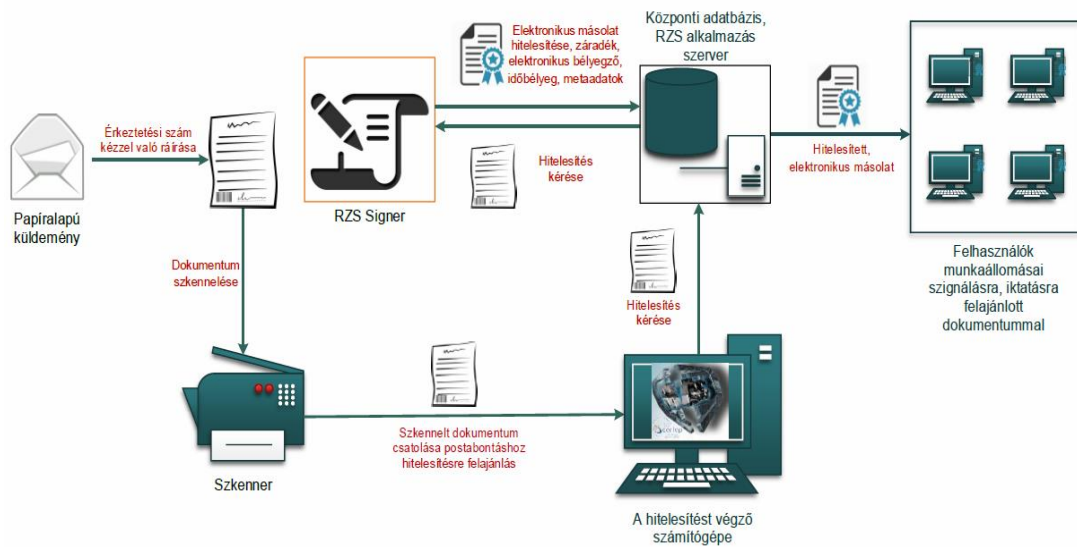 Elektronikus másolat
hitelesítése, záradék,
elektronikus bélyegző,
időbélyeg, metaadatok
Központi adatbázis,
RZS alkalmazás
szerver
Érkeztetési szám
kézzel való ráírása
Hitelesítés
kérése
Hitelesített,
elektronikus másolat
Papíralapú
küldemény
RZS Signer
Dokumentum
szkennelése
Hitelesítés
kérése
Felhasználók
munkaállomásai
szignálásra, iktatásra
felajánlott
dokumentummal
Szkennelt dokumentum
csatolása postabontáshoz
hitelesítésre felajánlás
Szkenner
A hitelesítést végző
számítógépe